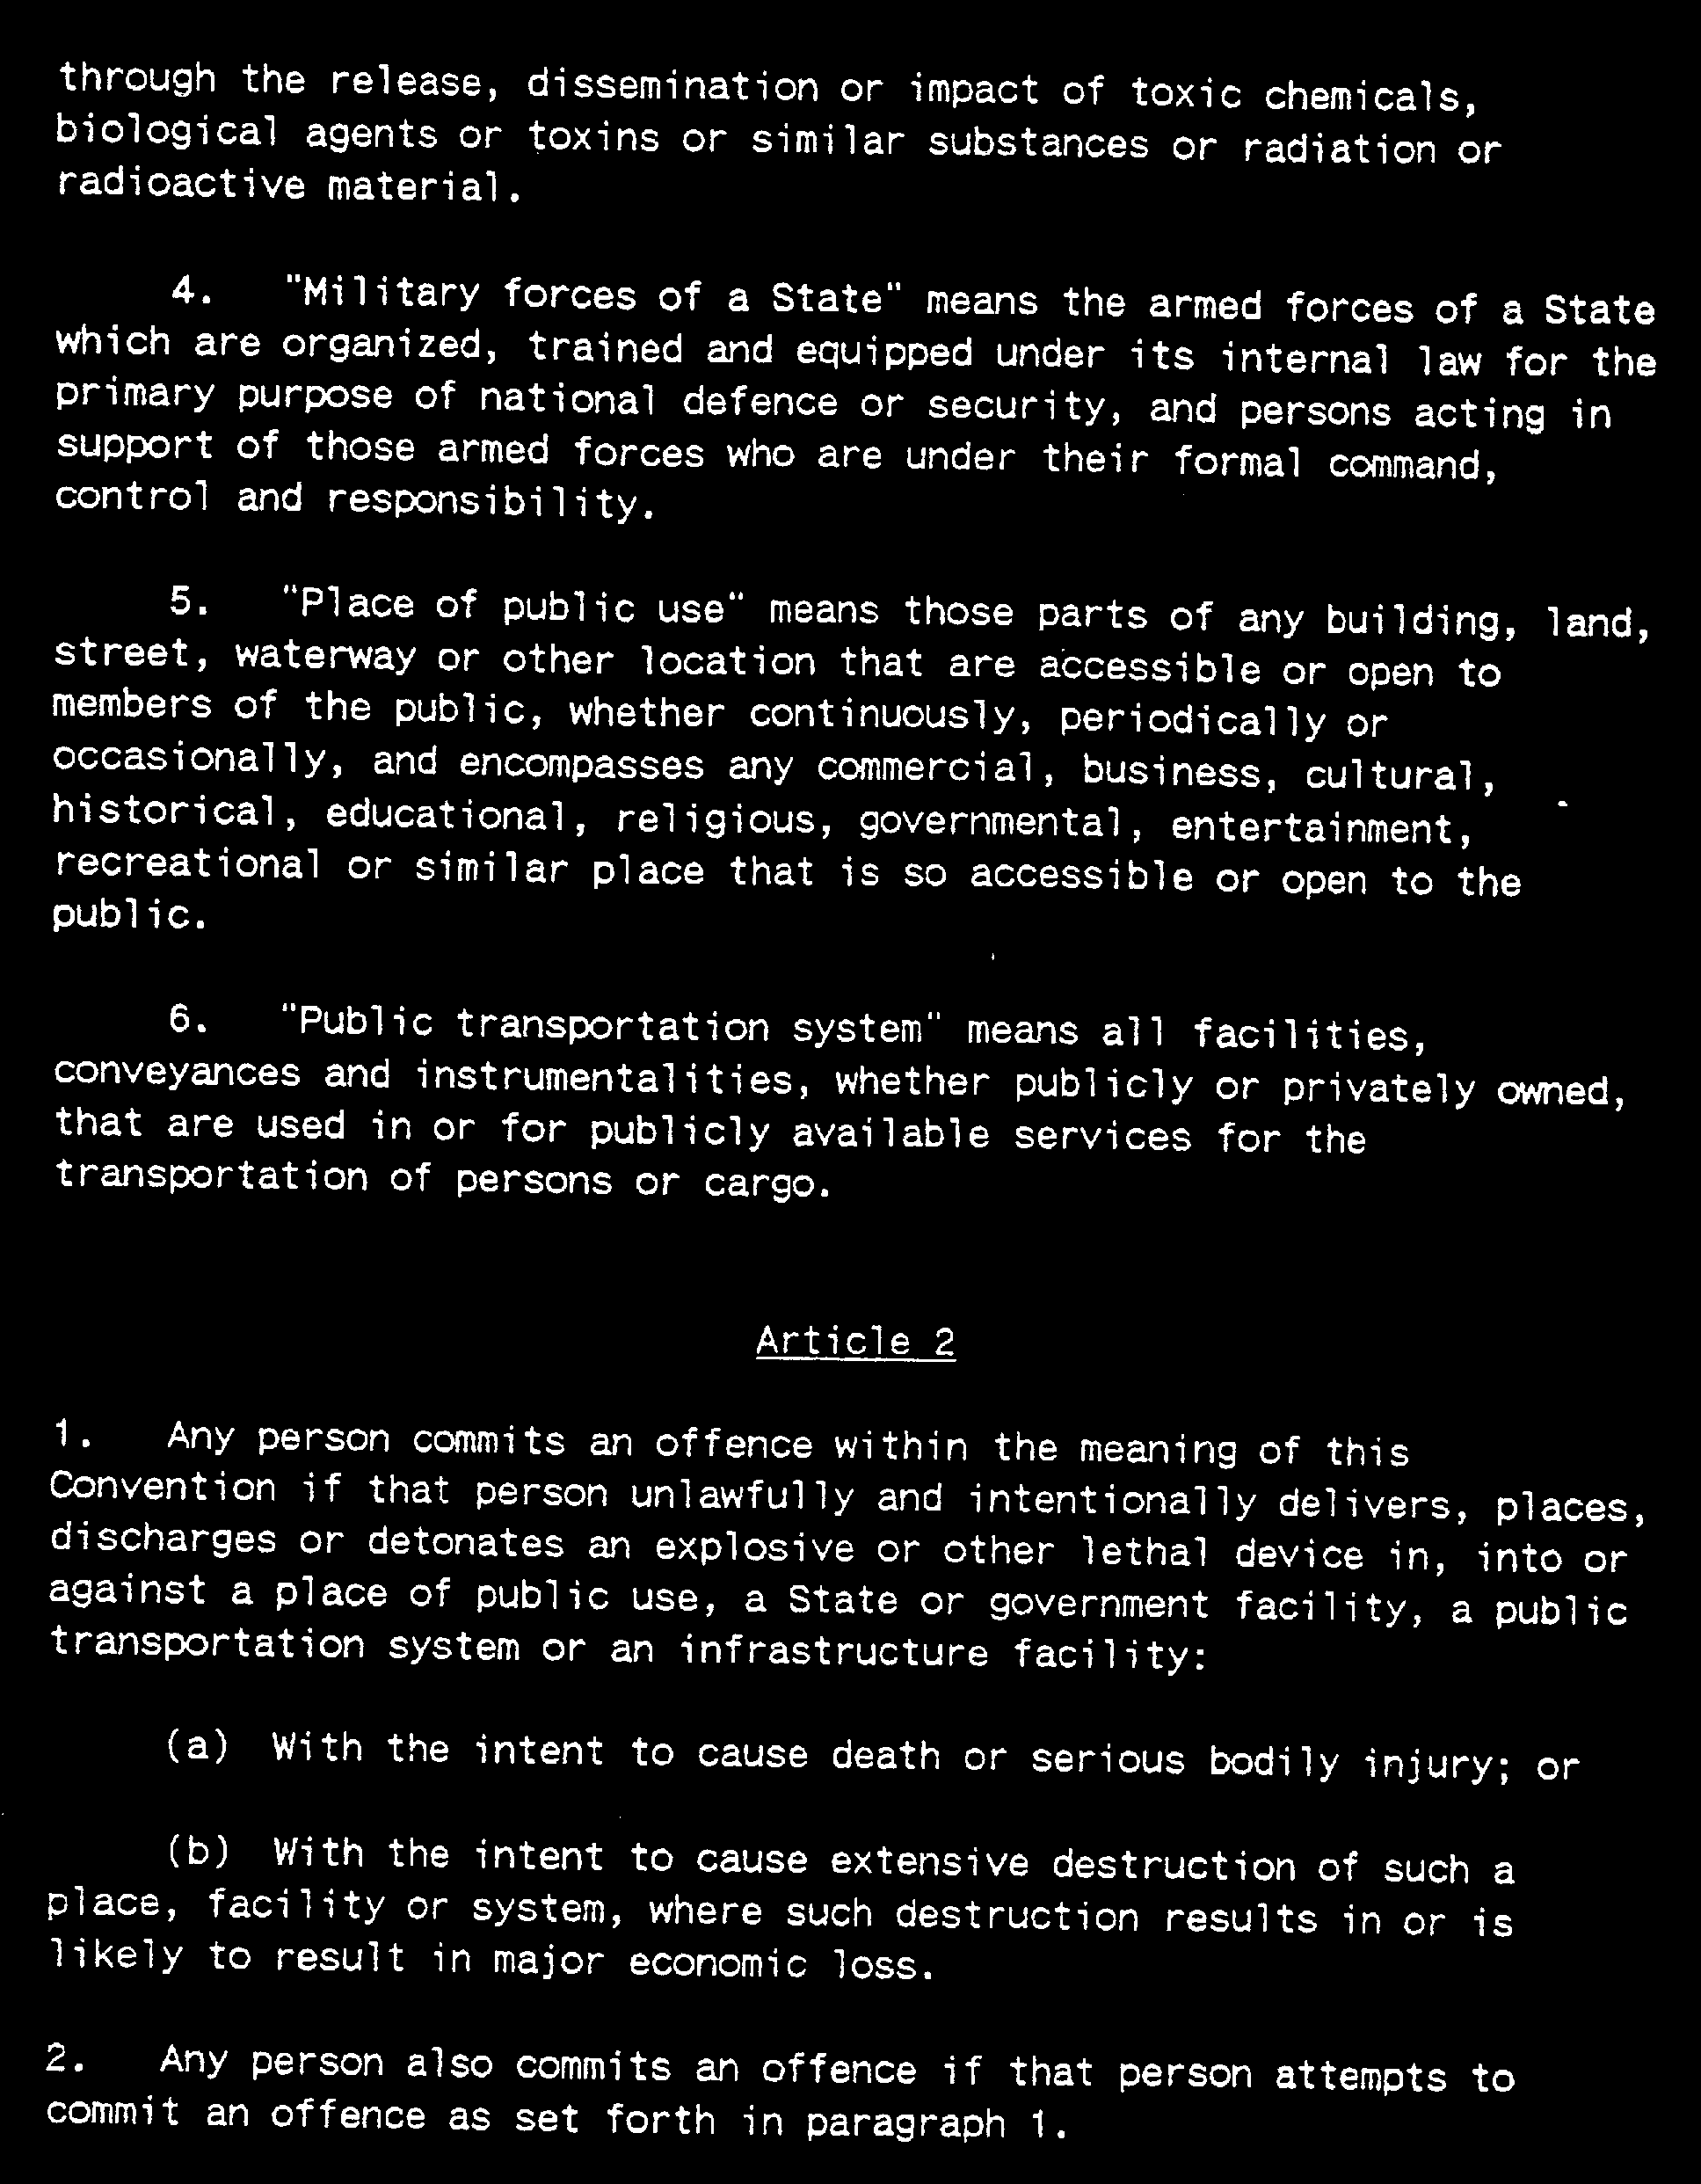 through the release, dissemination or impact of toxic chemicals,
biological agents or toxins or similar substances or radiation or
radioactive material.
4. "Military forces of a State" means the armed forces of a State
which are organized, trained and equipped under its internal law for the
primary purpose of national defence or security, and persons acting in
support of those armed forces who are under their formal command,
control and responsibility.
5. "Place of public use" means those parts of any building, land,
street, waterway or other location that are accessible or open to
members of the public, whether continuously, periodically or
occasionally, and encompasses any commercial, business, cultural,
historical, educational, religious, governmental, entertainment,
recreational or similar place that is so accessible or open to the
public.
6. "Public transportation system" means all facilities,
conveyances and instrumentalities, whether publicly or privately owned,
that are used in or for publicly available services for the
transportation of persons or cargo.
Article 2
1. Any person commits an offence within the meaning of this
Convention if that person unlawfully and intentionally delivers, places,
discharges or detonates an explosive or other lethal device in, into or
against a place of public use, a State or government facility, a public
transportation system or an infrastructure facility:
(a) With the intent to cause death or serious bodily injury; or
(b) With the intent to cause extensive destruction of such a
place, facility or system, where such destruction results in or is
likely to result in major economic loss.
2. Any person also commits an offence if that person attempts to
commit an offence as set forth in paragraph 1.